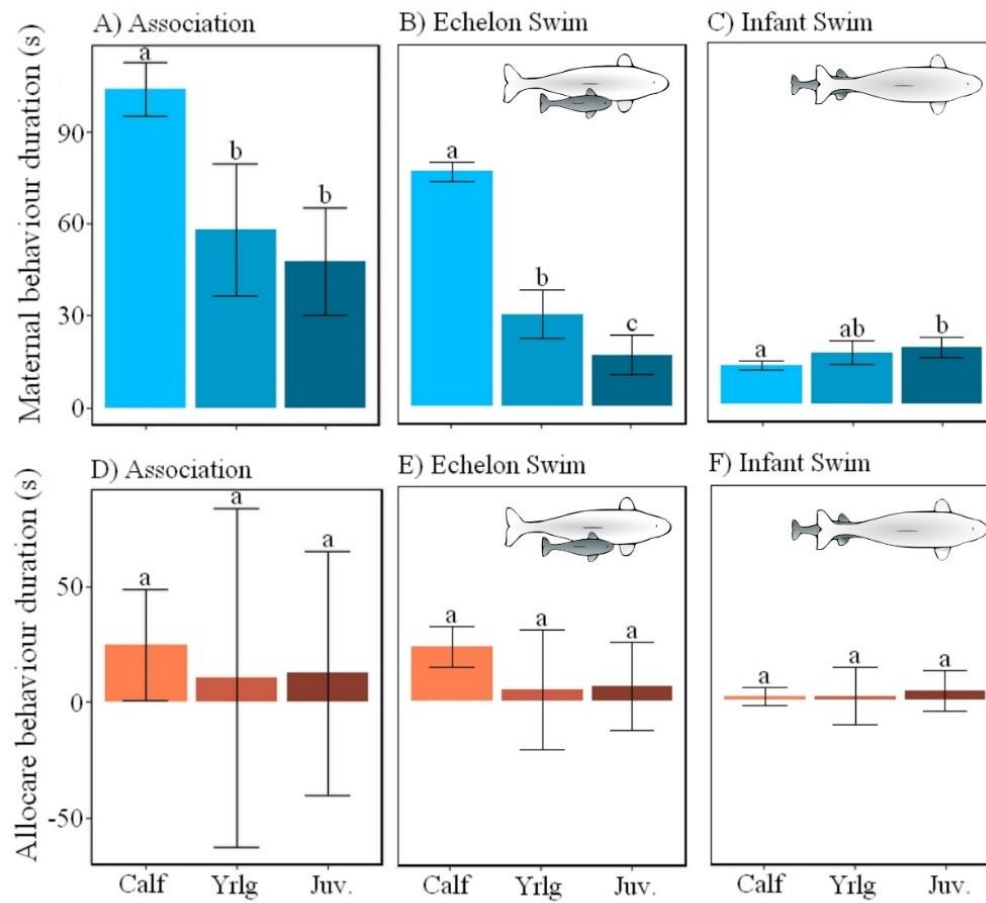 A) Association
B) Echelon Swim
C) Infant Swim
Maternal behaviour duration (s)
90
60
30
0
a
b
b
a
b
c
a
ab
b
D) Association
E) Echelon Swim
F) Infant Swim
Allocare behaviour duration (s)
50
0
-50
a
a
a
a
a
a
a
a
a
Calf Yrlg Juv.
Calf Yrlg Juv.
Calf Yrlg Juv.